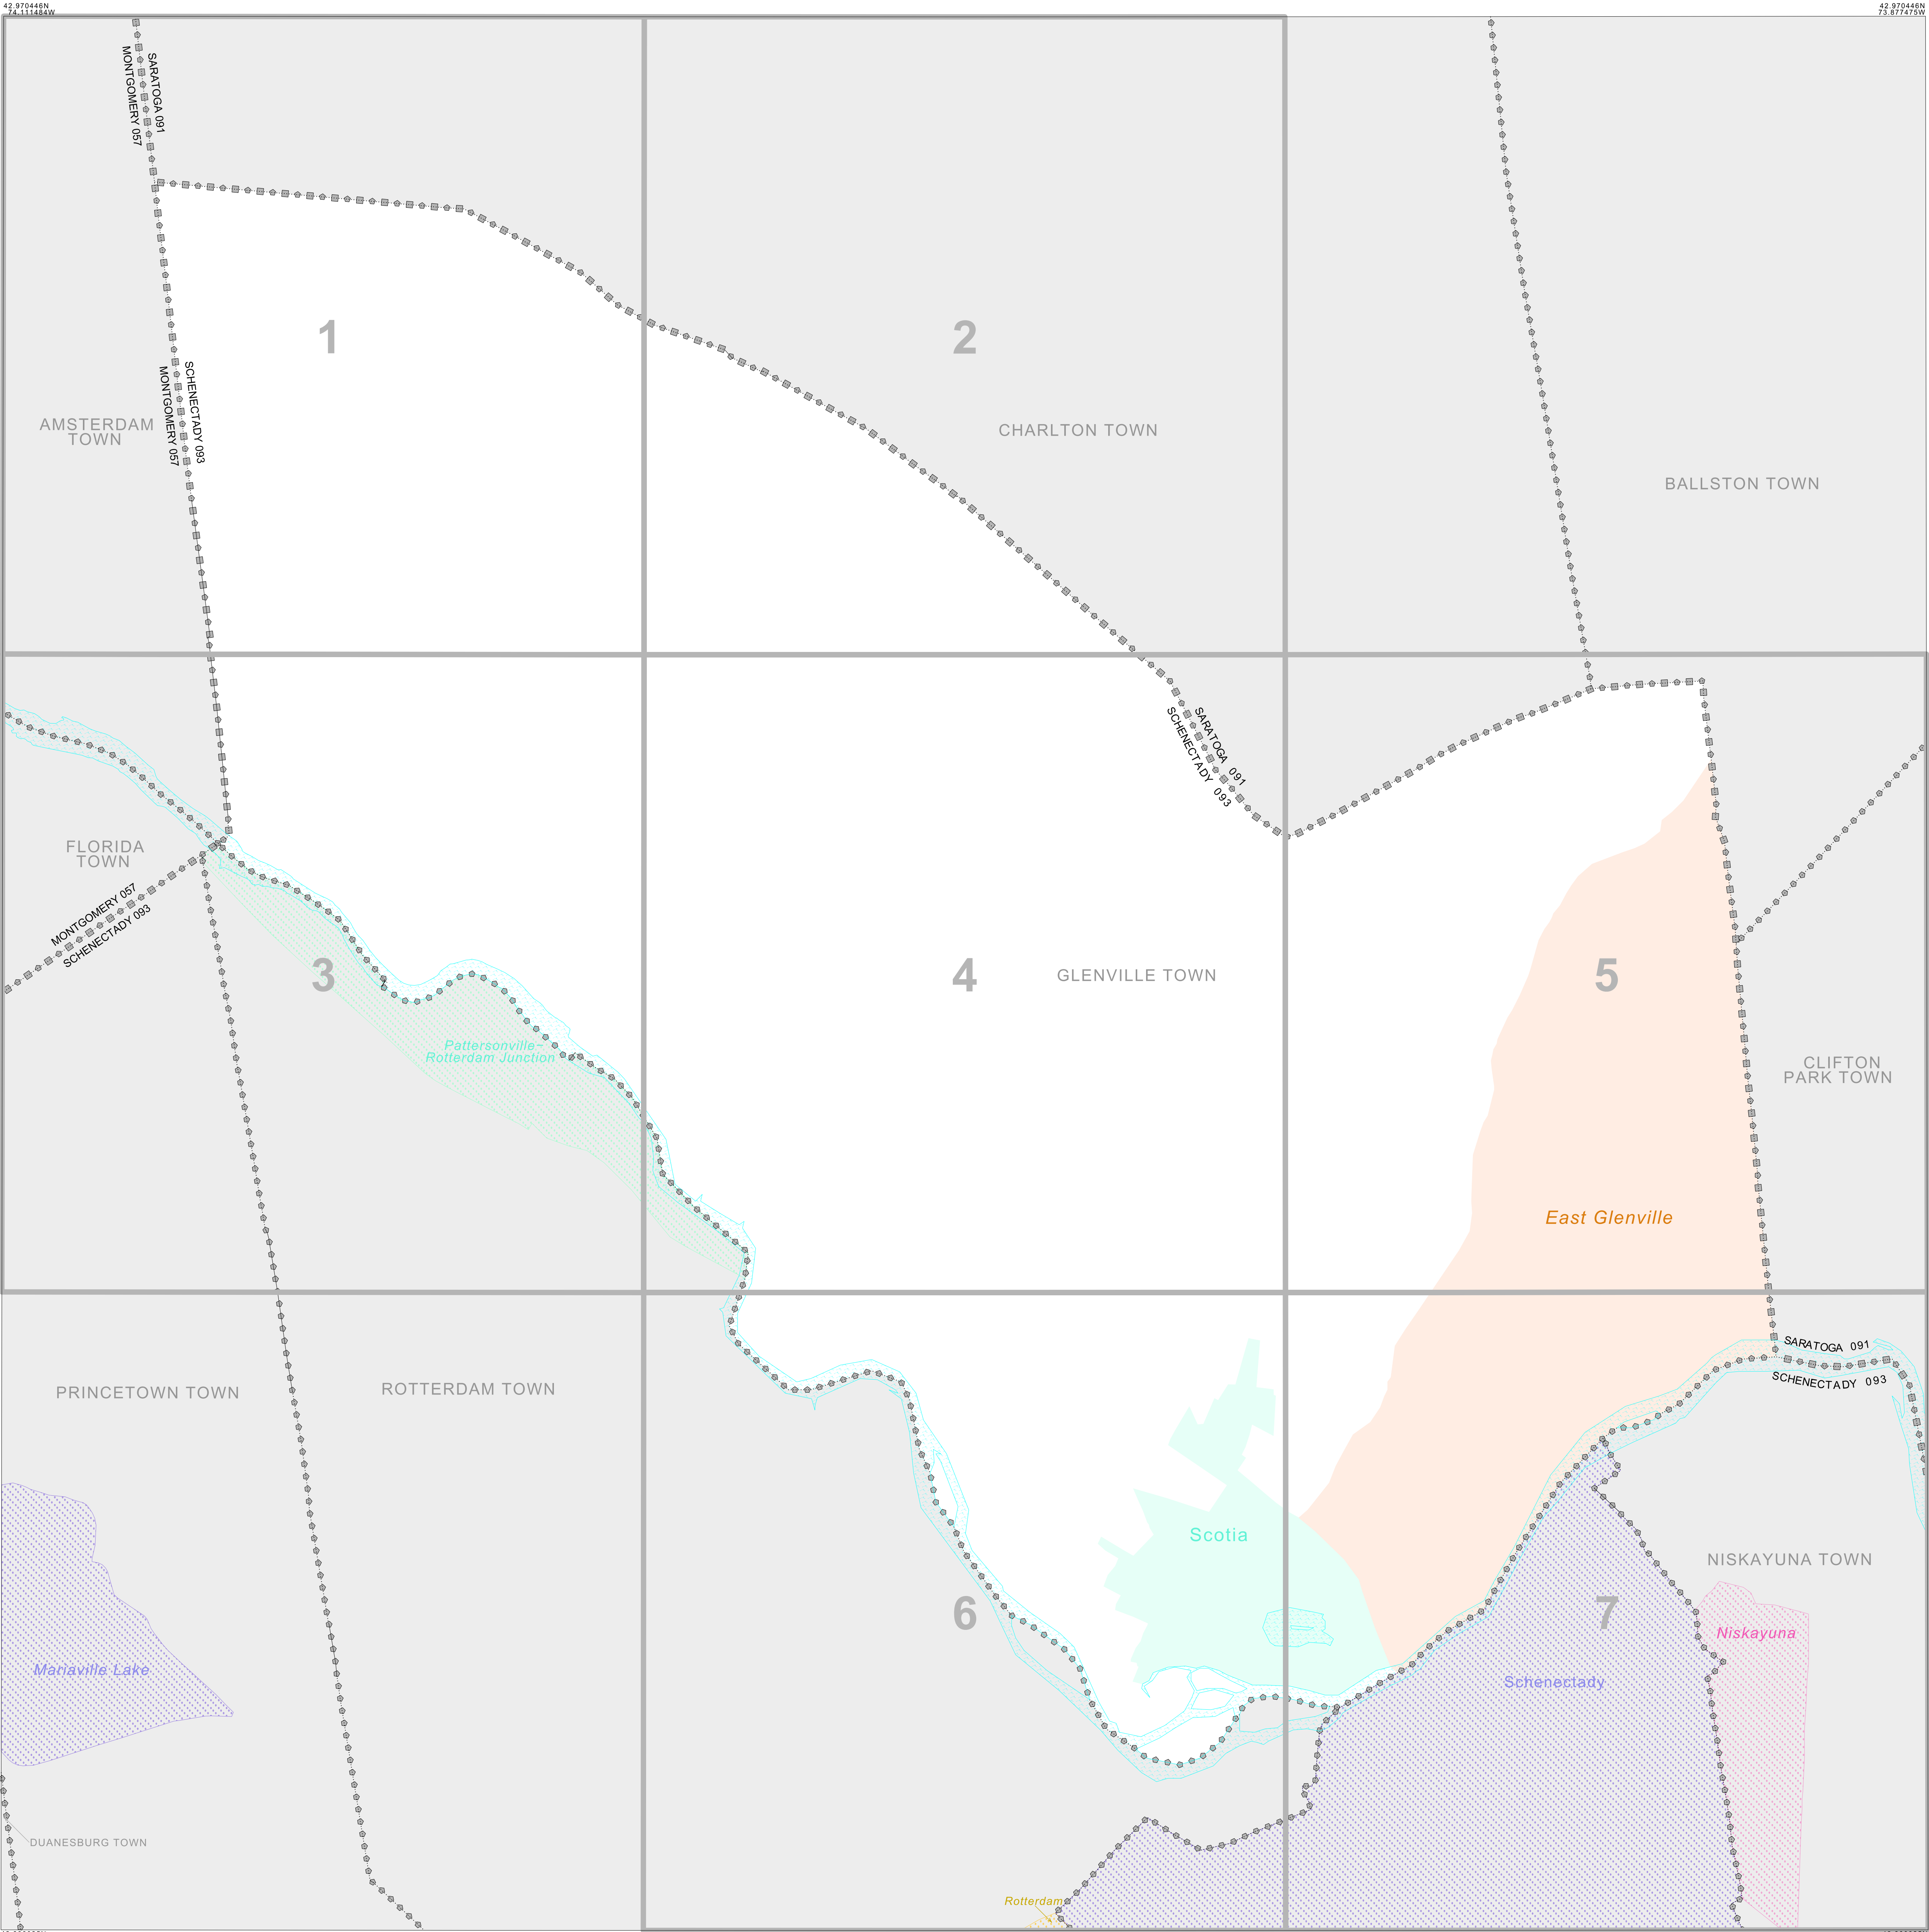 42.970446N
74.111484W
42.970446N
73.877475W
SARATOGA 091
MONTGOMERY 057
1
2
SCHENECTADY 093
MONTGOMERY 057
AMSTERDAM
TOWN
CHARLTON TOWN
BALLSTON TOWN
SARATOGA 091
SCHENECTADY 093
FLORIDA
TOWN
MONTGOMERY 057
SCHENECTADY 093
3
4
GLENVILLE TOWN
5
Pattersonville-
Rotterdam Junction
CLIFTON
PARK TOWN
East Glenville
SARATOGA 091
SCHENECTADY 093
PRINCETOWN TOWN
ROTTERDAM TOWN
Scotia
NISKAYUNA TOWN
6
7
Niskayuna
Mariaville Lake
Schenectady
DUANESBURG TOWN
Rotterdam